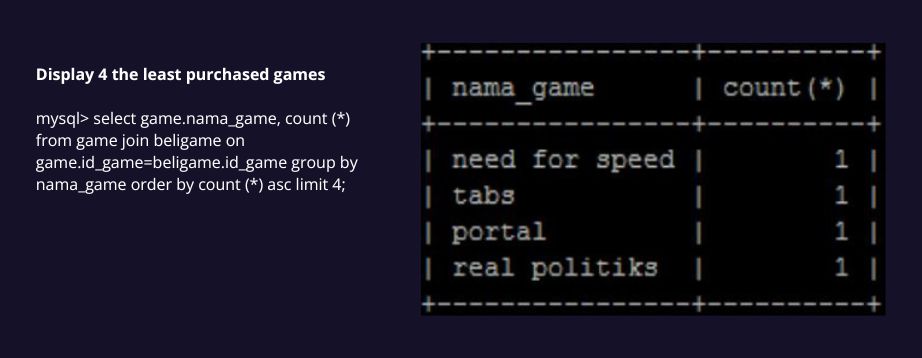 Display 4 the least purchased games
mysql> select game.nama_game, count (*)
from game join beligame on
game.id_game=beligame.id_game group by
nama_game order by count (*) asc limit 4;
+----------------+----------+
| nama_game      | count(*) |
+----------------+----------+
| need for speed |        1 |
| tabs           |        1 |
| portal         |        1 |
| real politiks  |        1 |
+----------------+----------+